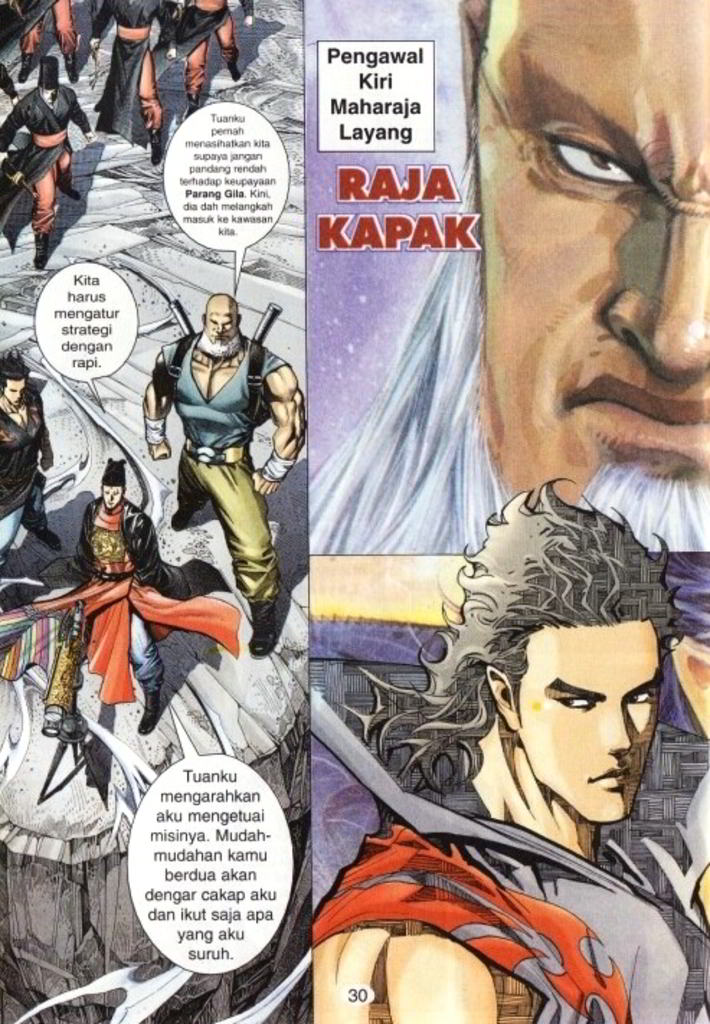 Tuanku
pernah
menasihatkan kita
supaya jangan
pandang rendah
terhadap keupayaan
Parang Gila. Kini,
dia dah melangkah
masuk ke kawasan
kita.
Kita
harus
mengatur
strategi
dengan
rapi.
Tuanku
mengarahkan
aku mengetuai
misinya. Mudah-
mudahan kamu
berdua akan
dengar cakap aku
dan ikut saja apa
yang aku
suruh.
Pengawal
Kiri
Maharaja
Layang
RAJA
KAPAK
30